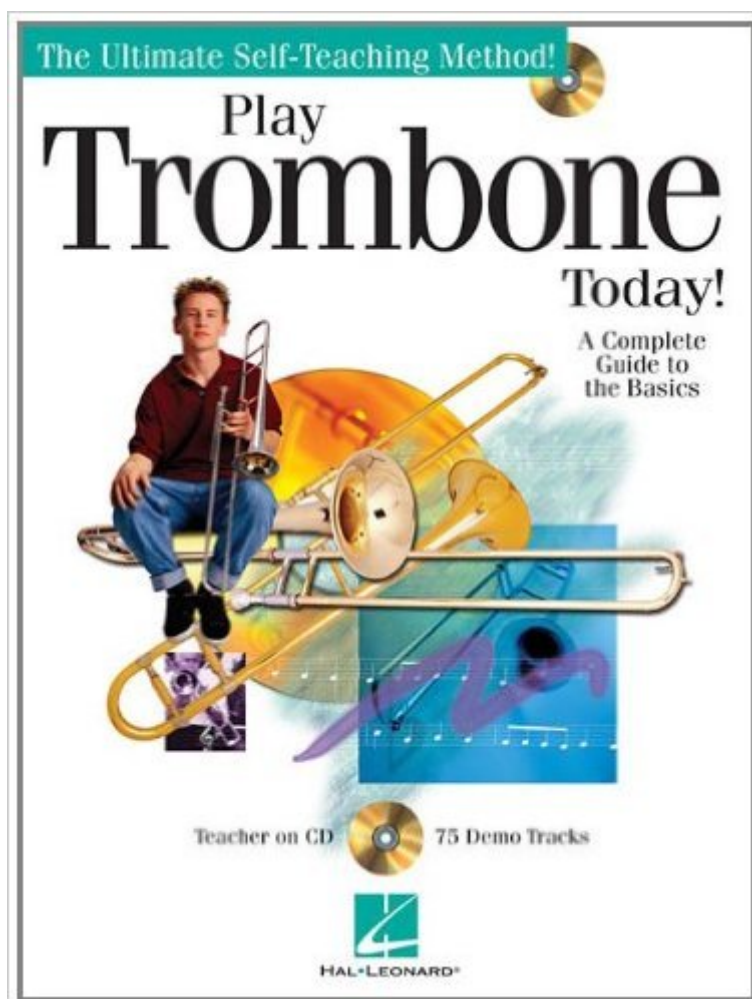 The Ultimate Self-Teaching Method!
Play
Trombone
Today!
A Complete
Guide to
the Basics
Teacher on CD
75 Demo Tracks
HAL•LEONARD®